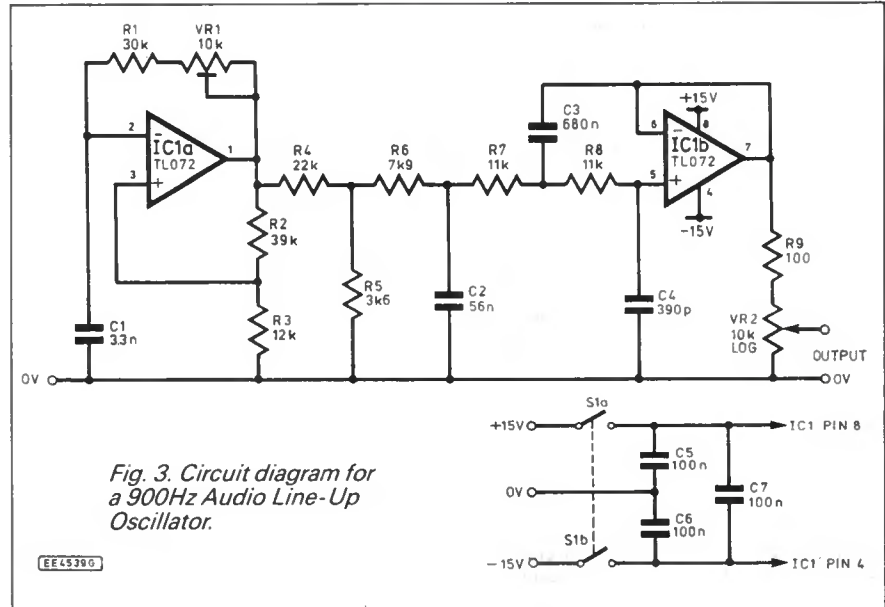 R1
30k
VR1
10k
2
IC1a
TL072
1
3
R2
39k
R3
12k
C1
3.3n
0V
R4
22k
R5
3k6
R6
7k9
C2
56n
R7
11k
C3
680n
R8
11k
C4
390p
+15V
8
6
IC1b
TL072
7
5
4
-15V
R9
100
VR2
10k
LOG
OUTPUT
0V
S1a
+15V
IC1 PIN 8
C5
100n
C7
100n
0V
C6
100n
S1b
-15V
IC1 PIN 4
Fig. 3. Circuit diagram for
a 900Hz Audio Line-Up
Oscillator.
EE4539G